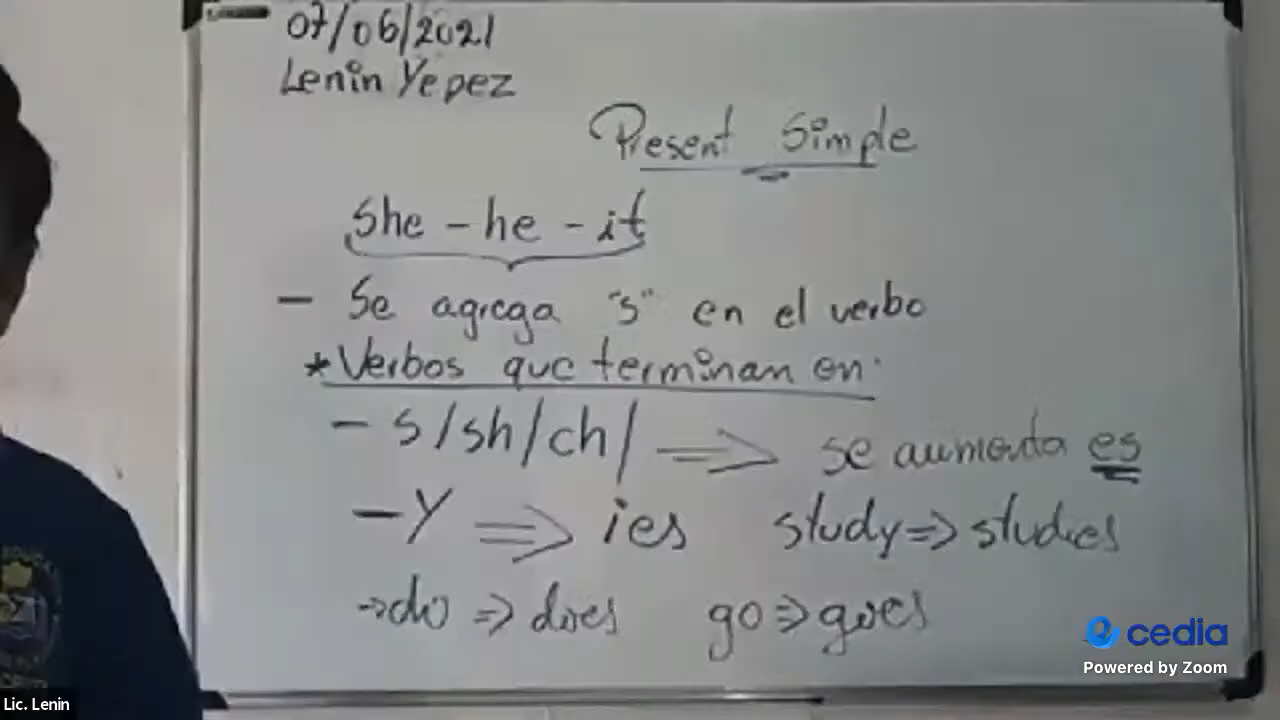 07/06/2021
Lenin Yepez
Present Simple
She - he - it
- Se agrega "s" en el verbo
* Verbos que terminan en:
- s/sh/ch/ => se aumenta es
- Y => ies study => studies
→ do => does go => goes
cedia
Powered by Zoom
Lic. Lenin